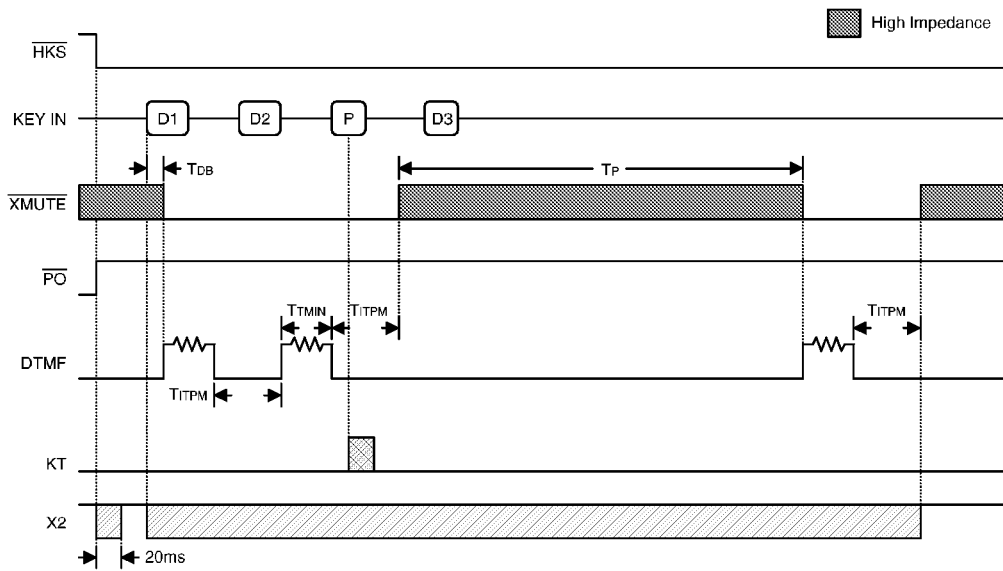 High Impedance
HKS
KEY IN D1 D2 P D3
TDB TP
XMUTE
PO
TTMIN TITPM TITPM
DTMF
TITPM
KT
X2
20ms